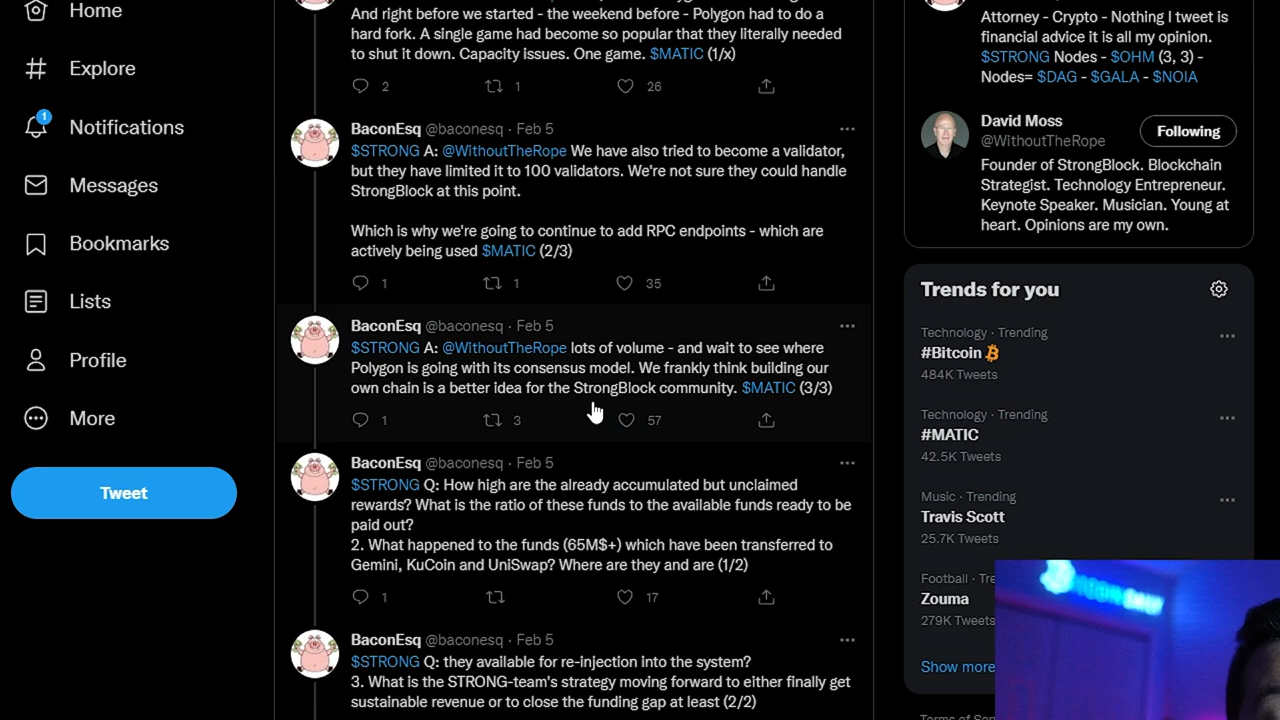 Home
Explore
1
Notifications
Messages
Bookmarks
Lists
Profile
More
Tweet
And right before we started - the weekend before - Polygon had to do a
hard fork. A single game had become so popular that they literally needed
to shut it down. Capacity issues. One game. $MATIC (1/x)
2 1 26
BaconEsq @baconesq · Feb 5
$STRONG A: @WithoutTheRope We have also tried to become a validator,
but they have limited it to 100 validators. We're not sure they could handle
StrongBlock at this point.
Which is why we're going to continue to add RPC endpoints - which are
actively being used $MATIC (2/3)
1 1 35
BaconEsq @baconesq · Feb 5
$STRONG A: @WithoutTheRope lots of volume - and wait to see where
Polygon is going with its consensus model. We frankly think building our
own chain is a better idea for the StrongBlock community. $MATIC (3/3)
1 3 57
BaconEsq @baconesq · Feb 5
$STRONG Q: How high are the already accumulated but unclaimed
rewards? What is the ratio of these funds to the available funds ready to be
paid out?
2. What happened to the funds (65M$+) which have been transferred to
Gemini, KuCoin and UniSwap? Where are they and are (1/2)
1 17
BaconEsq @baconesq · Feb 5
$STRONG Q: they available for re-injection into the system?
3. What is the STRONG-team's strategy moving forward to either finally get
sustainable revenue or to close the funding gap at least (2/2)
Attorney - Crypto - Nothing I tweet is
financial advice it is all my opinion.
$STRONG Nodes - $OHM (3, 3) -
Nodes= $DAG - $GALA - $NOIA
David Moss
@WithoutTheRope
Following
Founder of StrongBlock. Blockchain
Strategist. Technology Entrepreneur.
Keynote Speaker. Musician. Young at
heart. Opinions are my own.
Trends for you
Technology · Trending
#Bitcoin
484K Tweets
Technology · Trending
#MATIC
42.5K Tweets
Music · Trending
Travis Scott
25.7K Tweets
Football · Tre
Zouma
279K Tweets
Show more